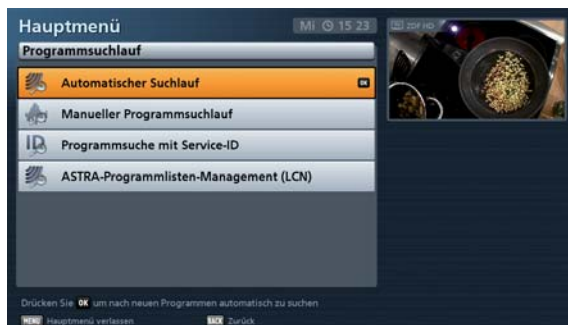 Hauptmenü
Mi 15 23
ZDF HD
Programmsuchlauf
Automatischer Suchlauf OK
Manueller Programmsuchlauf
ID Programmsuche mit Service-ID
ASTRA-Programmlisten-Management (LCN)
Drücken Sie OK um nach neuen Programmen automatisch zu suchen
MENU Hauptmenü verlassen BACK Zurück